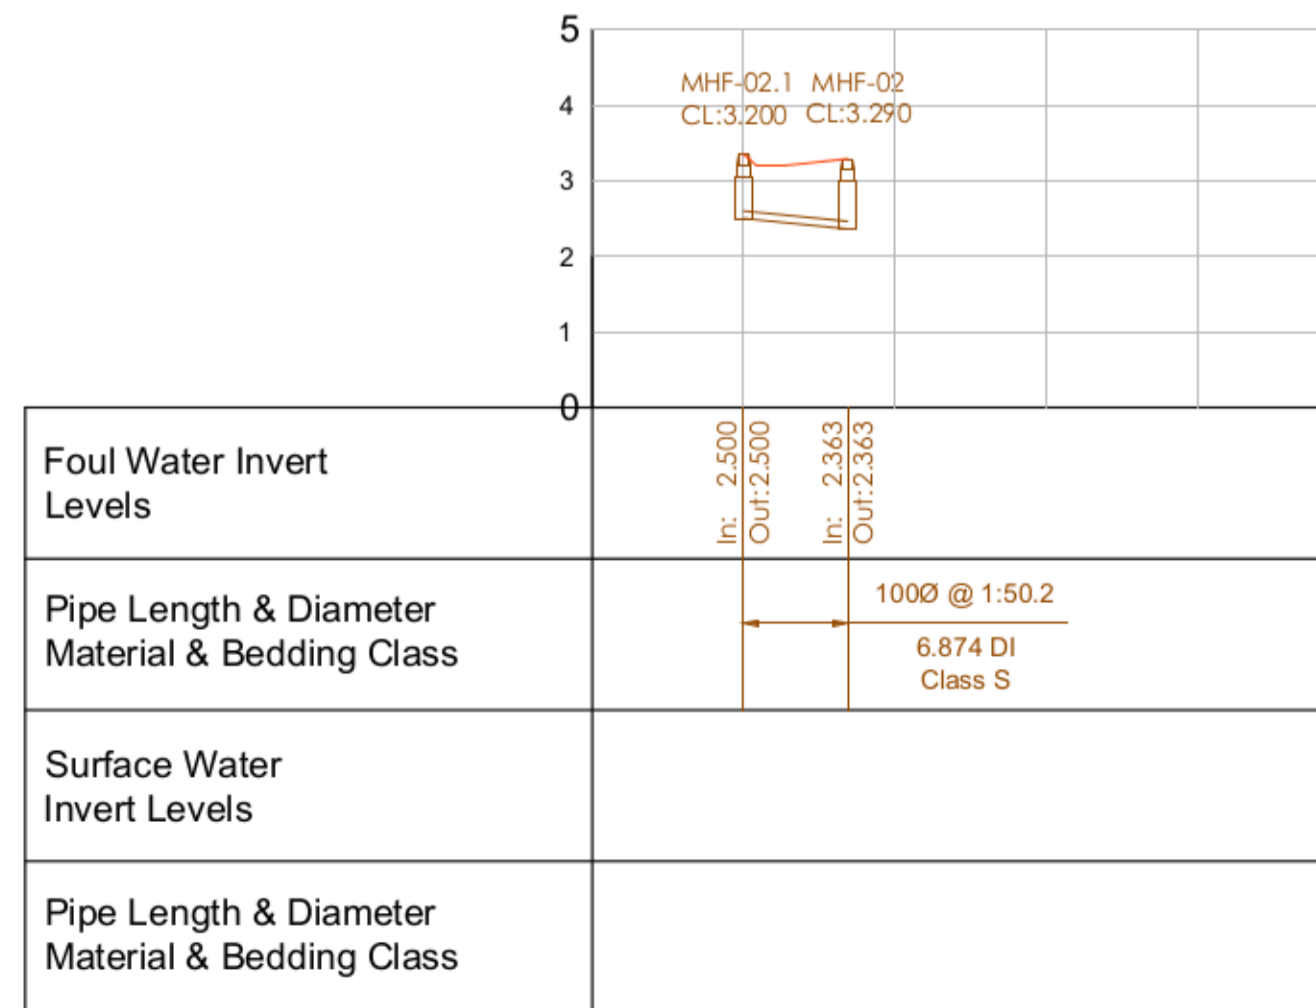 5
MHF-02.1 MHF-02
CL:3.200 CL:3.290
4
3
2
1
0
Foul Water Invert
Levels
In: 2.500
Out:2.500
In: 2.363
Out:2.363
Pipe Length & Diameter
Material & Bedding Class
100Ø @ 1:50.2
6.874 DI
Class S
Surface Water
Invert Levels
Pipe Length & Diameter
Material & Bedding Class